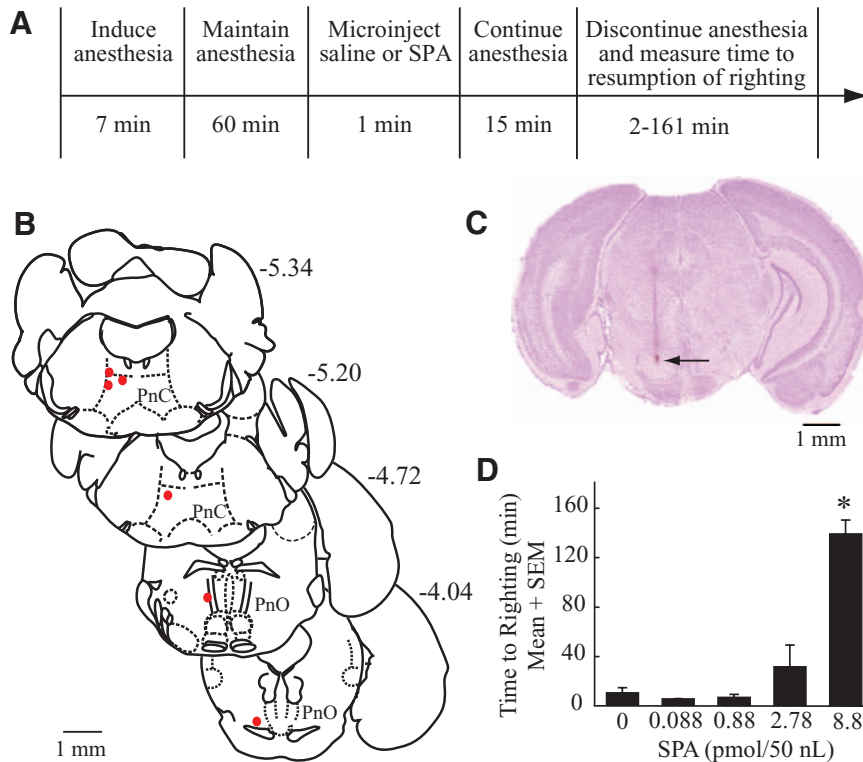 A
Induce anesthesia
Maintain anesthesia
Microinject saline or SPA
Continue anesthesia
Discontinue anesthesia and measure time to resumption of righting
7 min
60 min
1 min
15 min
2-161 min
B
-5.34
PnC
-5.20
PnC
-4.72
PnO
-4.04
PnO
1 mm
C
1 mm
D
Time to Righting (min)
Mean + SEM
160
120
80
40
0
*
0
0.088
0.88
2.78
8.8
SPA (pmol/50 nL)